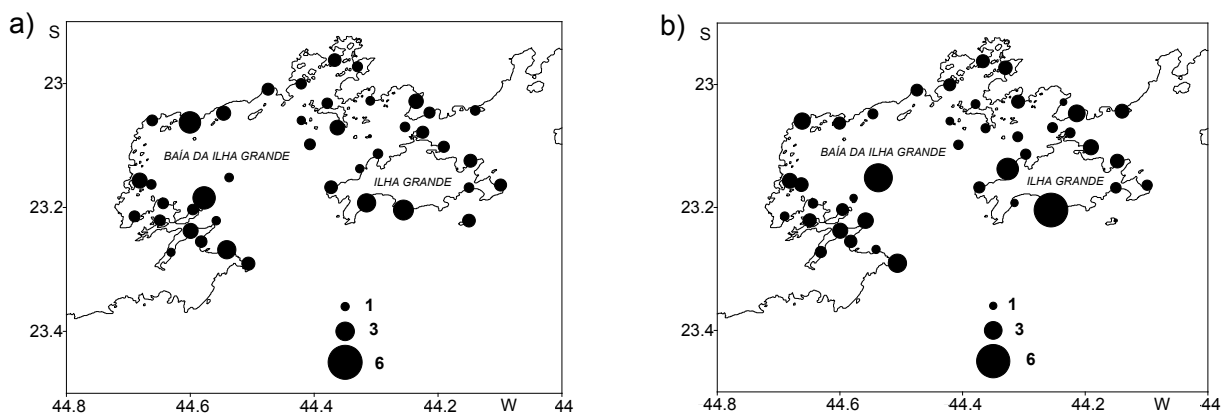 a)
S
23
BAÍA DA ILHA GRANDE
ILHA GRANDE
23.2
23.4
1
3
6
44.8
44.6
44.4
44.2
W
44
b)
S
23
BAÍA DA ILHA GRANDE
ILHA GRANDE
23.2
23.4
1
3
6
44.8
44.6
44.4
44.2
W
44